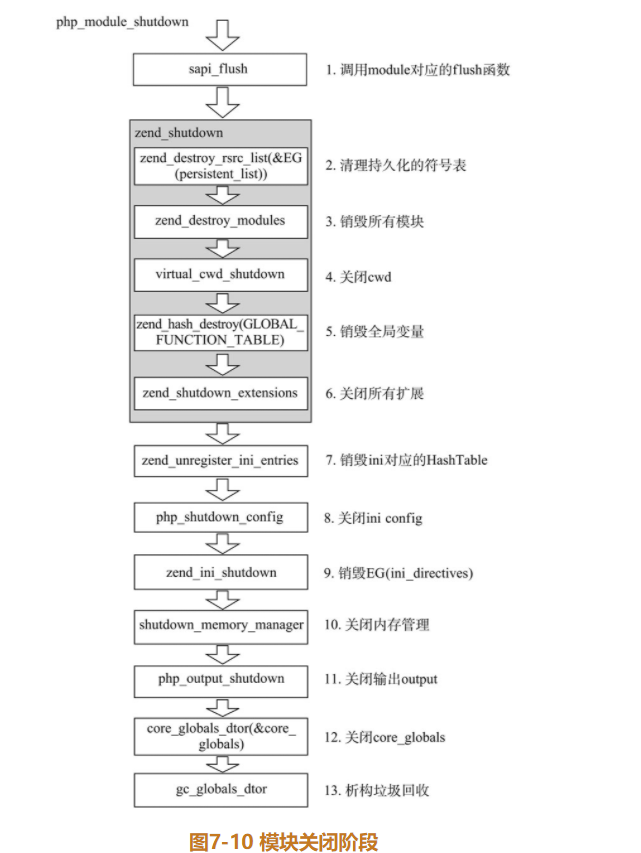 php_module_shutdown
sapi_flush
1. 调用module对应的flush函数
zend_shutdown
zend_destroy_rsrc_list(&EG
(persistent_list))
2. 清理持久化的符号表
zend_destroy_modules
3. 销毁所有模块
virtual_cwd_shutdown
4. 关闭cwd
zend_hash_destroy(GLOBAL_
FUNCTION_TABLE)
5. 销毁全局变量
zend_shutdown_extensions
6. 关闭所有扩展
zend_unregister_ini_entries
7. 销毁ini对应的HashTable
php_shutdown_config
8. 关闭ini config
zend_ini_shutdown
9. 销毁EG(ini_directives)
shutdown_memory_manager
10. 关闭内存管理
php_output_shutdown
11. 关闭输出output
core_globals_dtor(&core_
globals)
12. 关闭core_globals
gc_globals_dtor
13. 析构垃圾回收
图7-10 模块关闭阶段